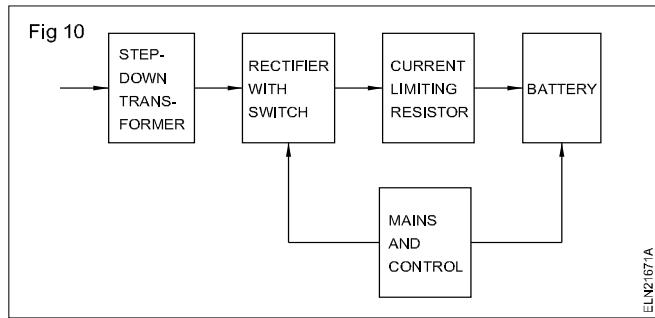 Fig 10
STEP-
DOWN
TRANS-
FORMER
RECTIFIER
WITH
SWITCH
CURRENT
LIMITING
RESISTOR
BATTERY
MAINS
AND
CONTROL
ELN21671A